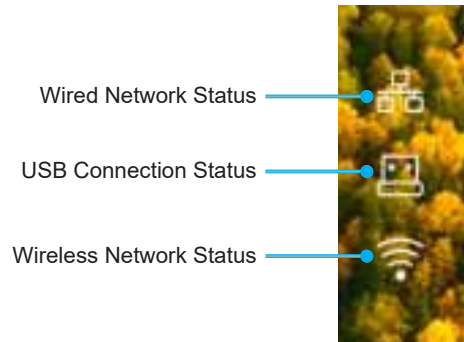 Wired Network Status
USB Connection Status
Wireless Network Status